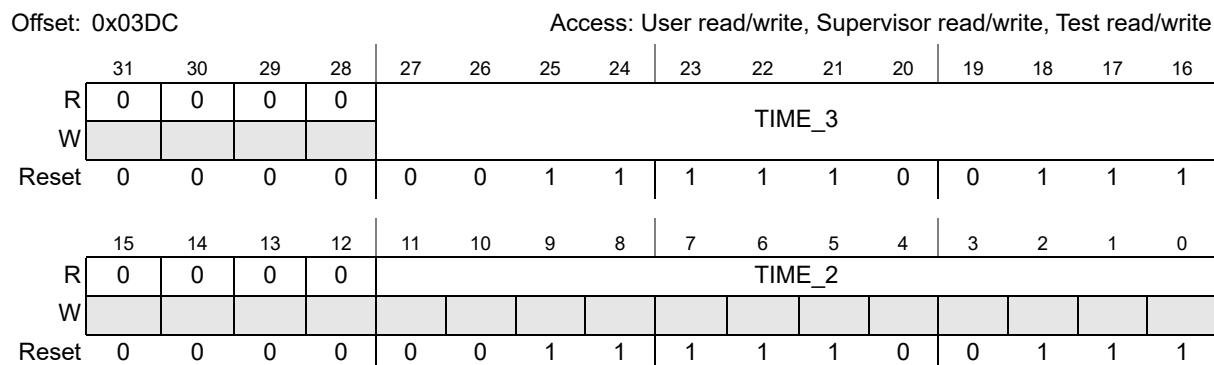 Offset: 0x03DC Access: User read/write, Supervisor read/write, Test read/write
31 30 29 28 27 26 25 24 23 22 21 20 19 18 17 16
R 0 0 0 0 TIME_3
W
Reset 0 0 0 0 0 0 1 1 1 1 1 0 0 1 1 1
15 14 13 12 11 10 9 8 7 6 5 4 3 2 1 0
R 0 0 0 0 TIME_2
W
Reset 0 0 0 0 0 0 1 1 1 1 1 0 0 1 1 1